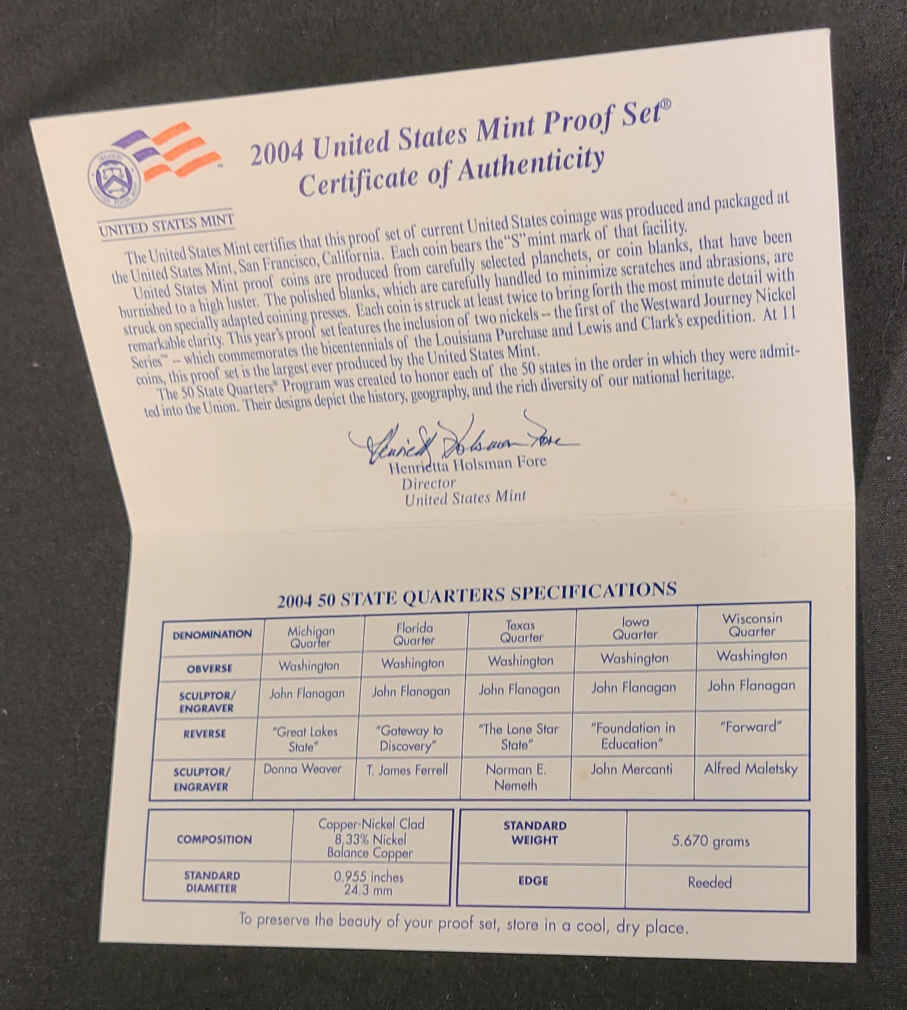 2004 United States Mint Proof Set®
Certificate of Authenticity
UNITED STATES MINT
The United States Mint certifies that this proof set of current United States coinage was produced and packaged at
the United States Mint, San Francisco, California. Each coin bears the "S" mint mark of that facility.
United States Mint proof coins are produced from carefully selected planchets, or coin blanks, that have been
burnished to a high luster. The polished blanks, which are carefully handled to minimize scratches and abrasions, are
struck on specially adapted coining presses. Each coin is struck at least twice to bring forth the most minute detail with
remarkable clarity. This year's proof set features the inclusion of two nickels -- the first of the Westward Journey Nickel
Series™ -- which commemorates the bicentennials of the Louisiana Purchase and Lewis and Clark's expedition. At 11
coins, this proof set is the largest ever produced by the United States Mint.
The 50 State Quarters® Program was created to honor each of the 50 states in the order in which they were admit-
ted into the Union. Their designs depict the history, geography, and the rich diversity of our national heritage.
Henrietta Holsman Fore
Henrietta Holsman Fore
Director
United States Mint
2004 50 STATE QUARTERS SPECIFICATIONS
DENOMINATION Michigan Quarter Florida Quarter Texas Quarter Iowa Quarter Wisconsin Quarter
OBVERSE Washington Washington Washington Washington Washington
SCULPTOR/ENGRAVER John Flanagan John Flanagan John Flanagan John Flanagan John Flanagan
REVERSE "Great Lakes State" "Gateway to Discovery" "The Lone Star State" "Foundation in Education" "Forward"
SCULPTOR/ENGRAVER Donna Weaver T. James Ferrell Norman E. Nemeth John Mercanti Alfred Maletsky
COMPOSITION Copper-Nickel Clad
8.33% Nickel
Balance Copper
STANDARD WEIGHT 5.670 grams
STANDARD DIAMETER 0.955 inches
24.3 mm
EDGE Reeded
To preserve the beauty of your proof set, store in a cool, dry place.